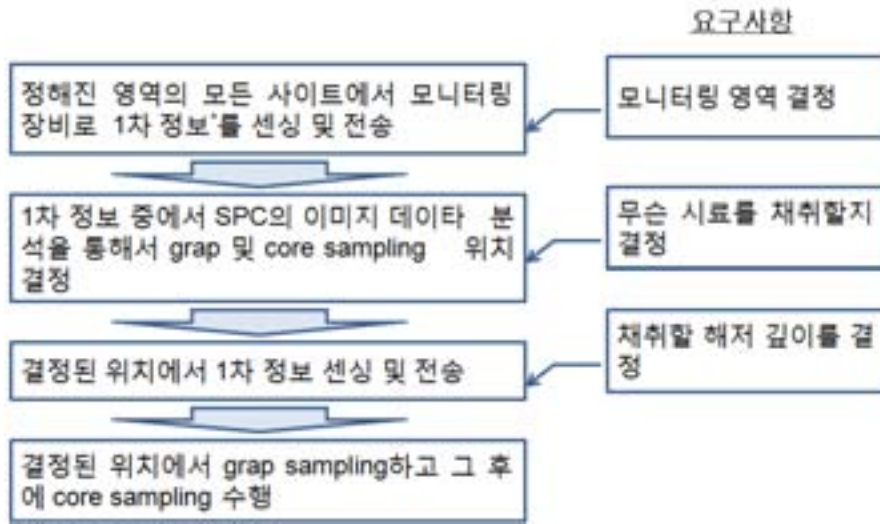 요구사항
정해진 영역의 모든 사이트에서 모니터링
장비로 1차 정보*를 센싱 및 전송
모니터링 영역 결정
1차 정보 중에서 SPC의 이미지 데이타 분
석을 통해서 grap 및 core sampling 위치
결정
무슨 시료를 채취할지
결정
결정된 위치에서 1차 정보 센싱 및 전송
채취할 해저 깊이를 결
정
결정된 위치에서 grap sampling하고 그 후
에 core sampling 수행